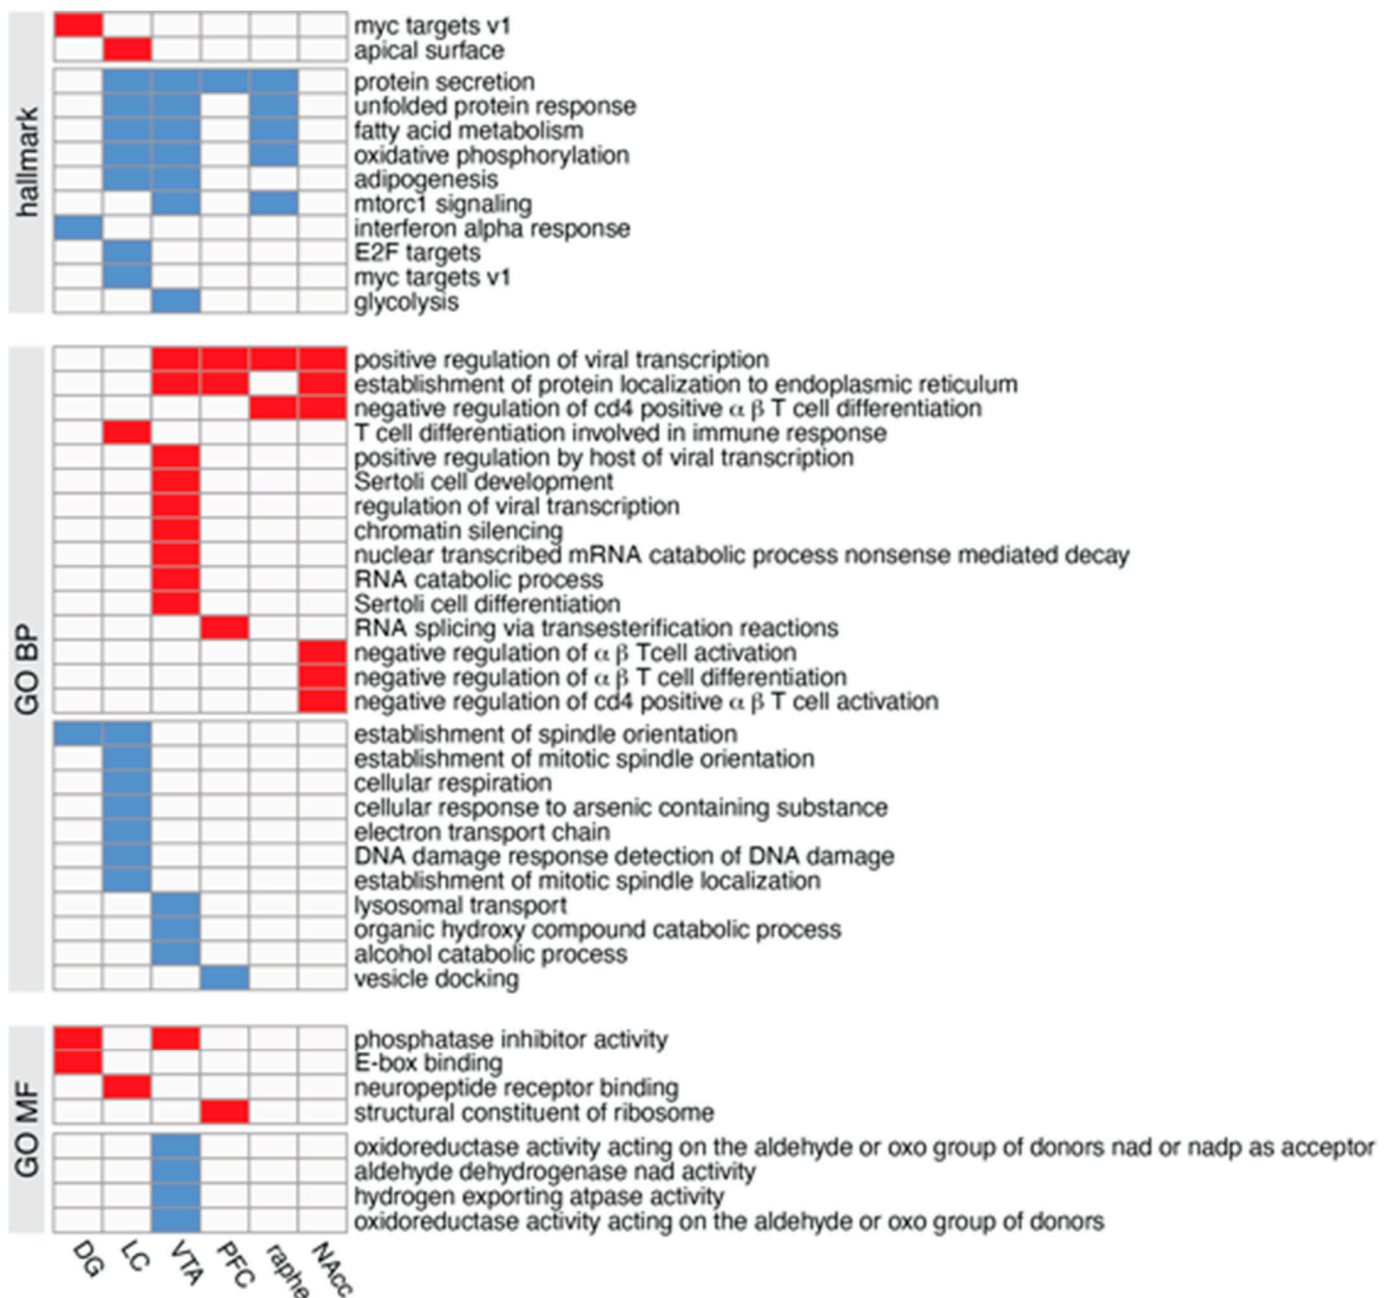 hallmark
myc targets v1
apical surface
protein secretion
unfolded protein response
fatty acid metabolism
oxidative phosphorylation
adipogenesis
mtorc1 signaling
interferon alpha response
E2F targets
myc targets v1
glycolysis
GO BP
positive regulation of viral transcription
establishment of protein localization to endoplasmic reticulum
negative regulation of cd4 positive α β T cell differentiation
T cell differentiation involved in immune response
positive regulation by host of viral transcription
Sertoli cell development
regulation of viral transcription
chromatin silencing
nuclear transcribed mRNA catabolic process nonsense mediated decay
RNA catabolic process
Sertoli cell differentiation
RNA splicing via transesterification reactions
negative regulation of α β Tcell activation
negative regulation of α β T cell differentiation
negative regulation of cd4 positive α β T cell activation
establishment of spindle orientation
establishment of mitotic spindle orientation
cellular respiration
cellular response to arsenic containing substance
electron transport chain
DNA damage response detection of DNA damage
establishment of mitotic spindle localization
lysosomal transport
organic hydroxy compound catabolic process
alcohol catabolic process
vesicle docking
GO MF
phosphatase inhibitor activity
E-box binding
neuropeptide receptor binding
structural constituent of ribosome
oxidoreductase activity acting on the aldehyde or oxo group of donors nad or nadp as acceptor
aldehyde dehydrogenase nad activity
hydrogen exporting atpase activity
oxidoreductase activity acting on the aldehyde or oxo group of donors
DG
LC
VTA
PFC
raphe
NAcc